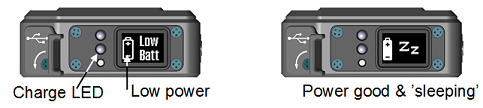 Low
Batt
zz
Charge LED
Low power
Power good & 'sleeping'